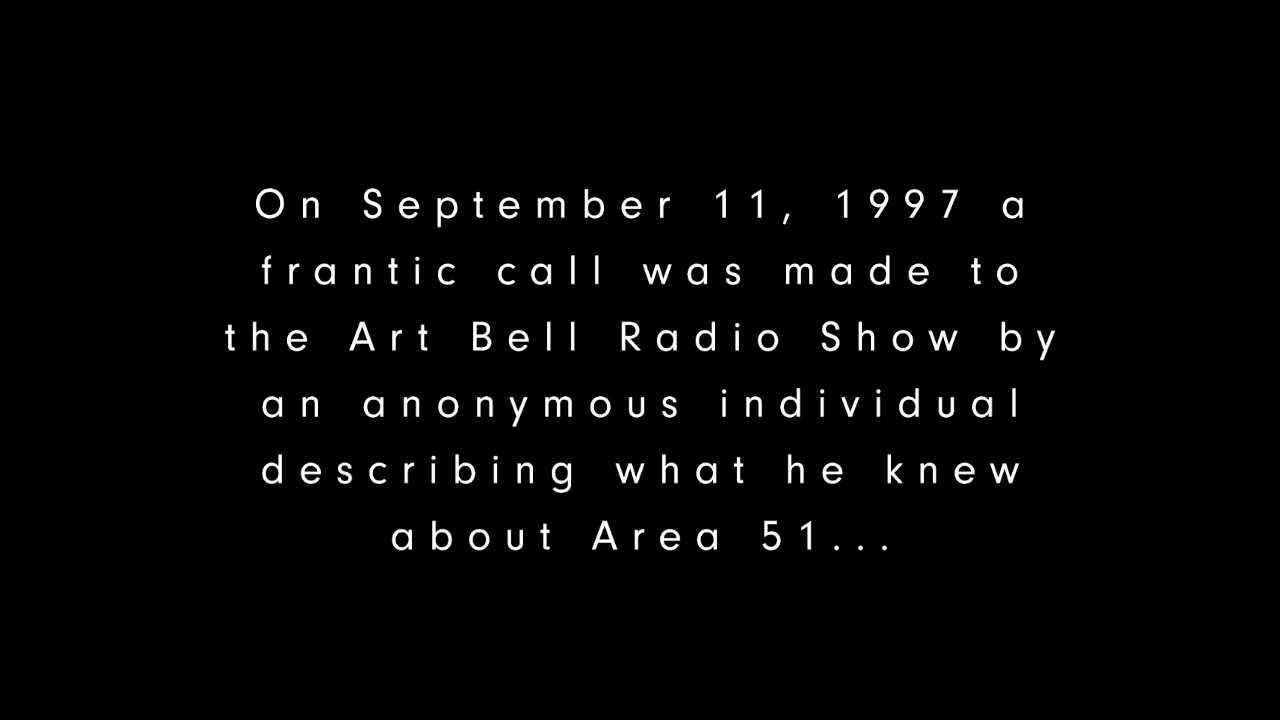 On September 11, 1997 a
frantic call was made to
the Art Bell Radio Show by
an anonymous individual
describing what he knew
about Area 51...